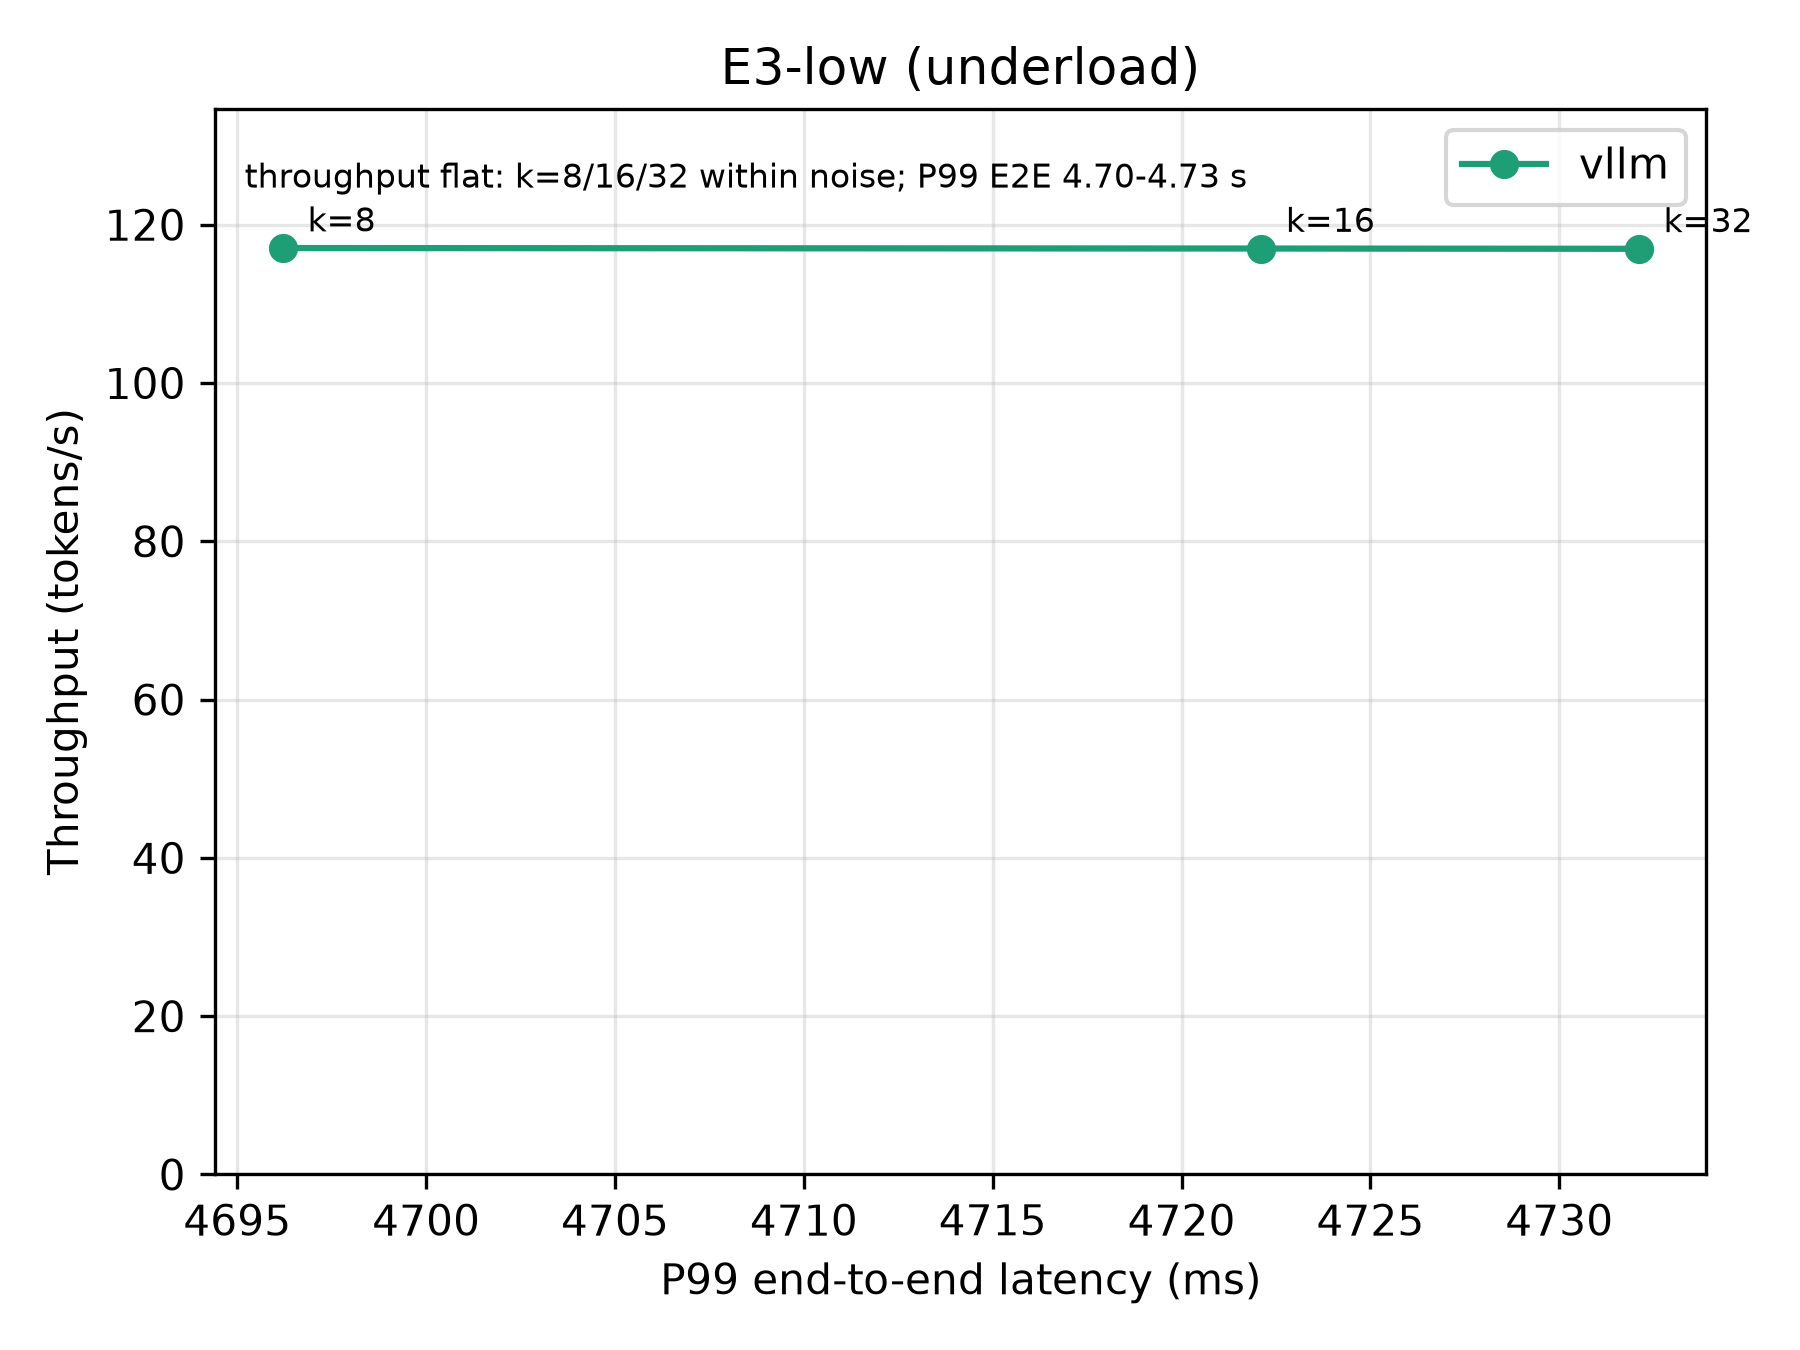 E3-low (underload)
throughput flat: k=8/16/32 within noise; P99 E2E 4.70-4.73 s
vllm
k=8
k=16
k=32
120
100
80
60
40
20
0
Throughput (tokens/s)
4695 4700 4705 4710 4715 4720 4725 4730
P99 end-to-end latency (ms)